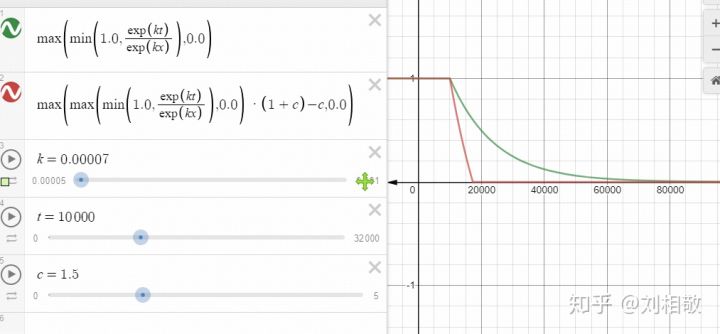 1
max(min(1.0, exp(kt)/exp(kx)),0.0)
2
max(max(min(1.0, exp(kt)/exp(kx)),0.0)·(1+c)−c,0.0)
3
k = 0.00007
0.00005
4
t = 10000
0 32000
5
c = 1.5
0 5
6
1
0 20000 40000 60000 80000
-1
知乎 @刘相敬